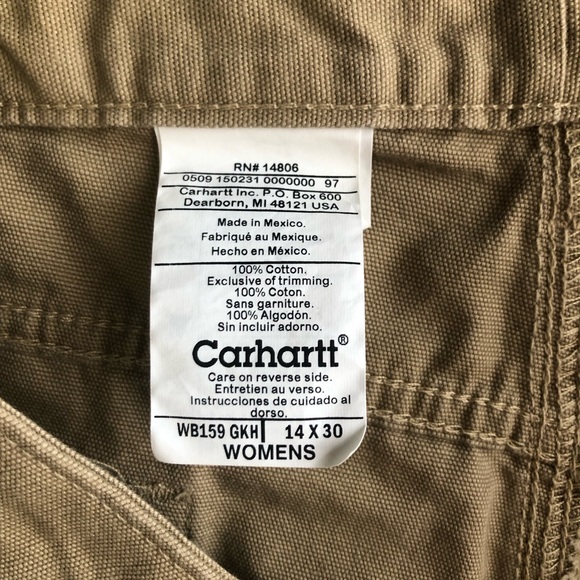 RN# 14806
0509 150231 0000000 97
Carhartt Inc. P.O. Box 600
Dearborn, MI 48121 USA
Made in Mexico.
Fabriqué au Mexique.
Hecho en México.
100% Cotton.
Exclusive of trimming.
100% Coton.
Sans garniture.
100% Algodón.
Sin incluir adorno.
Carhartt®
Care on reverse side.
Entretien au verso.
Instrucciones de cuidado al
dorso.
WB159 GKH 14 X 30
WOMENS